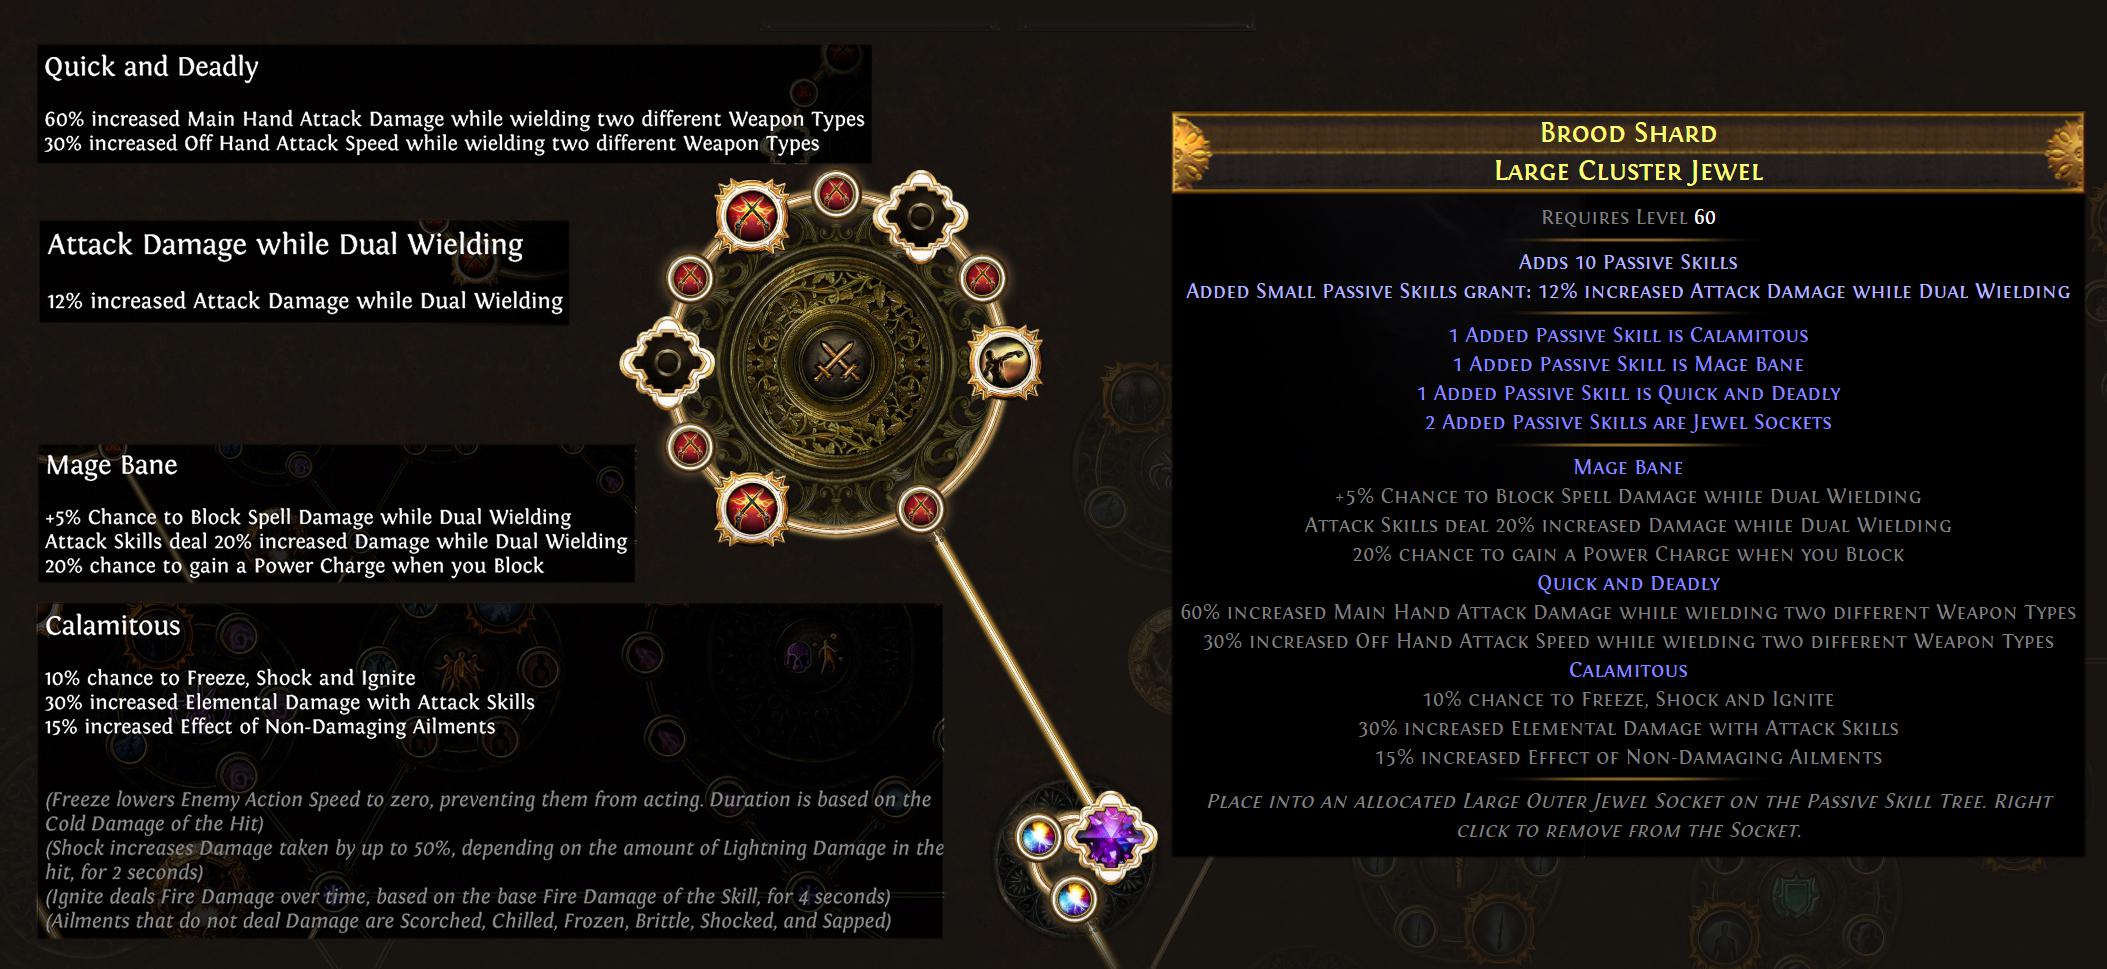 Quick and Deadly
60% increased Main Hand Attack Damage while wielding two different Weapon Types
30% increased Off Hand Attack Speed while wielding two different Weapon Types
Attack Damage while Dual Wielding
12% increased Attack Damage while Dual Wielding
Mage Bane
+5% Chance to Block Spell Damage while Dual Wielding
Attack Skills deal 20% increased Damage while Dual Wielding
20% chance to gain a Power Charge when you Block
Calamitous
10% chance to Freeze, Shock and Ignite
30% increased Elemental Damage with Attack Skills
15% increased Effect of Non-Damaging Ailments
(Freeze lowers Enemy Action Speed to zero, preventing them from acting. Duration is based on the
Cold Damage of the Hit)
(Shock increases Damage taken by up to 50%, depending on the amount of Lightning Damage in the
hit, for 2 seconds)
(Ignite deals Fire Damage over time, based on the base Fire Damage of the Skill, for 4 seconds)
(Ailments that do not deal Damage are Scorched, Chilled, Frozen, Brittle, Shocked, and Sapped)
Brood Shard
Large Cluster Jewel
Requires Level 60
Adds 10 Passive Skills
Added Small Passive Skills grant: 12% increased Attack Damage while Dual Wielding
1 Added Passive Skill is Calamitous
1 Added Passive Skill is Mage Bane
1 Added Passive Skill is Quick and Deadly
2 Added Passive Skills are Jewel Sockets
Mage Bane
+5% Chance to Block Spell Damage while Dual Wielding
Attack Skills deal 20% increased Damage while Dual Wielding
20% chance to gain a Power Charge when you Block
Quick and Deadly
60% increased Main Hand Attack Damage while wielding two different Weapon Types
30% increased Off Hand Attack Speed while wielding two different Weapon Types
Calamitous
10% chance to Freeze, Shock and Ignite
30% increased Elemental Damage with Attack Skills
15% increased Effect of Non-Damaging Ailments
Place into an allocated Large Outer Jewel Socket on the Passive Skill Tree. Right
click to remove from the Socket.